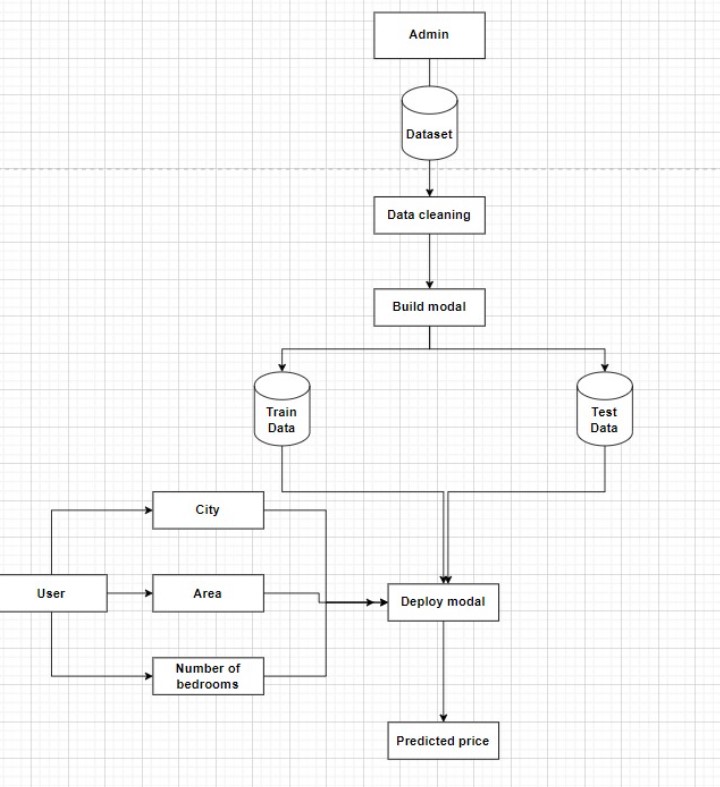 Admin
Dataset
Data cleaning
Build modal
Train
Data
Test
Data
City
User
Area
Deploy modal
Number of
bedrooms
Predicted price